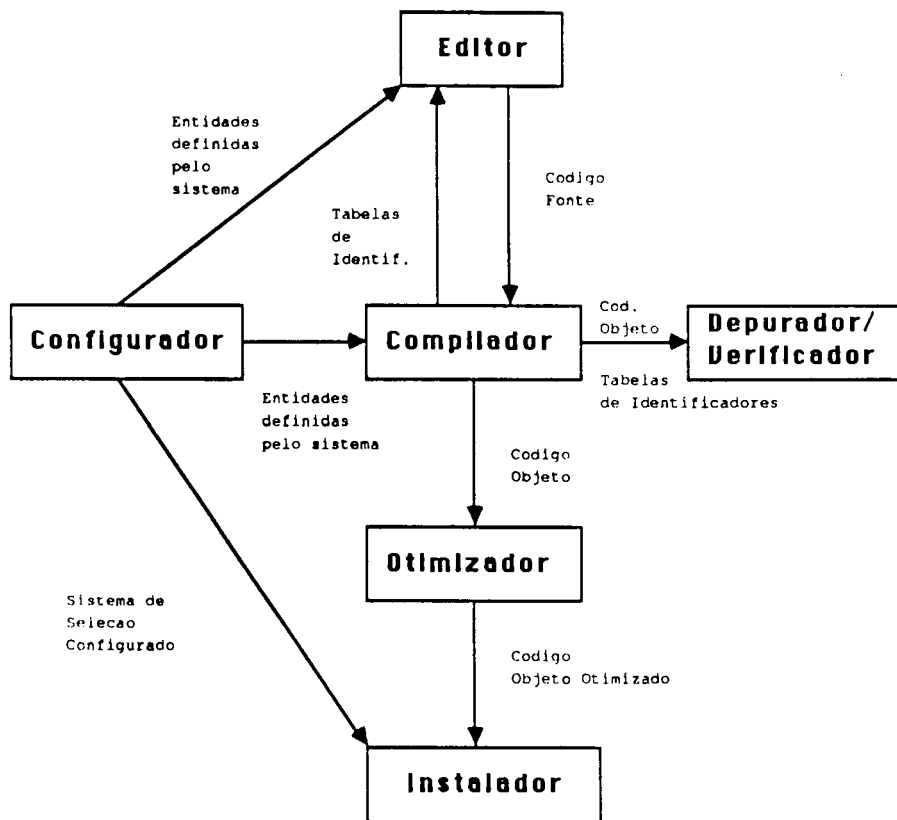 Editor
Entidades
definidas
pelo
sistema
Codigo
Fonte
Tabelas
de
Identif.
Configurador
Compilador
Cod.
Objeto
Depurador/
Verificador
Tabelas
de Identificadores
Entidades
definidas
pelo sistema
Codigo
Objeto
Otimizador
Sistema de
Selecao
Configurado
Codigo
Objeto Otimizado
Instalador